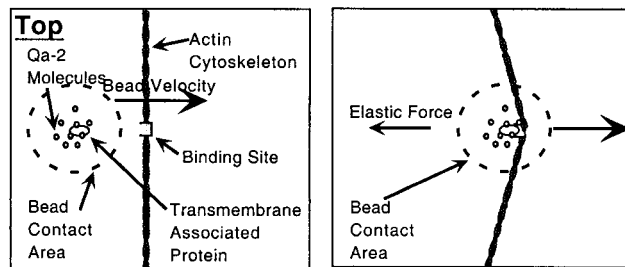 Top
Qa-2
Molecules
Actin
Cytoskeleton
Bead Velocity
Binding Site
Bead
Contact
Area
Transmembrane
Associated
Protein
Elastic Force
Bead
Contact
Area